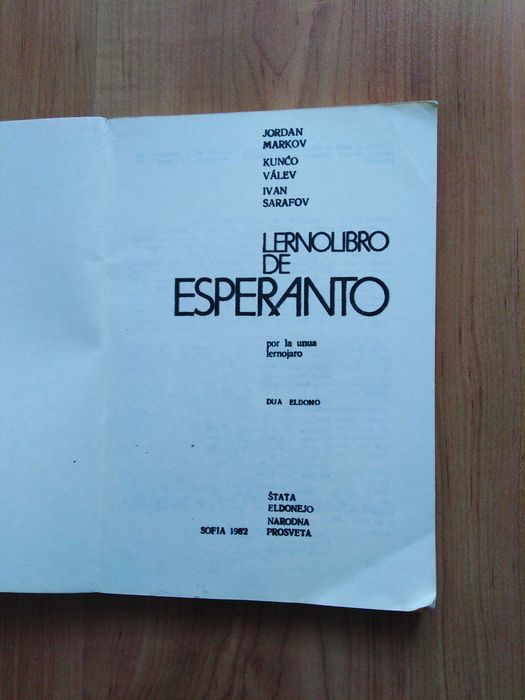 JORDAN
MARKOV
KUNĈO
VÁLEV
IVAN
SARAFOV
LERNOLIBRO
DE
ESPERANTO
por la unua
lernojaro
DUA ELDONO
ŜTATA
ELDONEJO
NARODNA
SOFIA 1982 PROSVETA